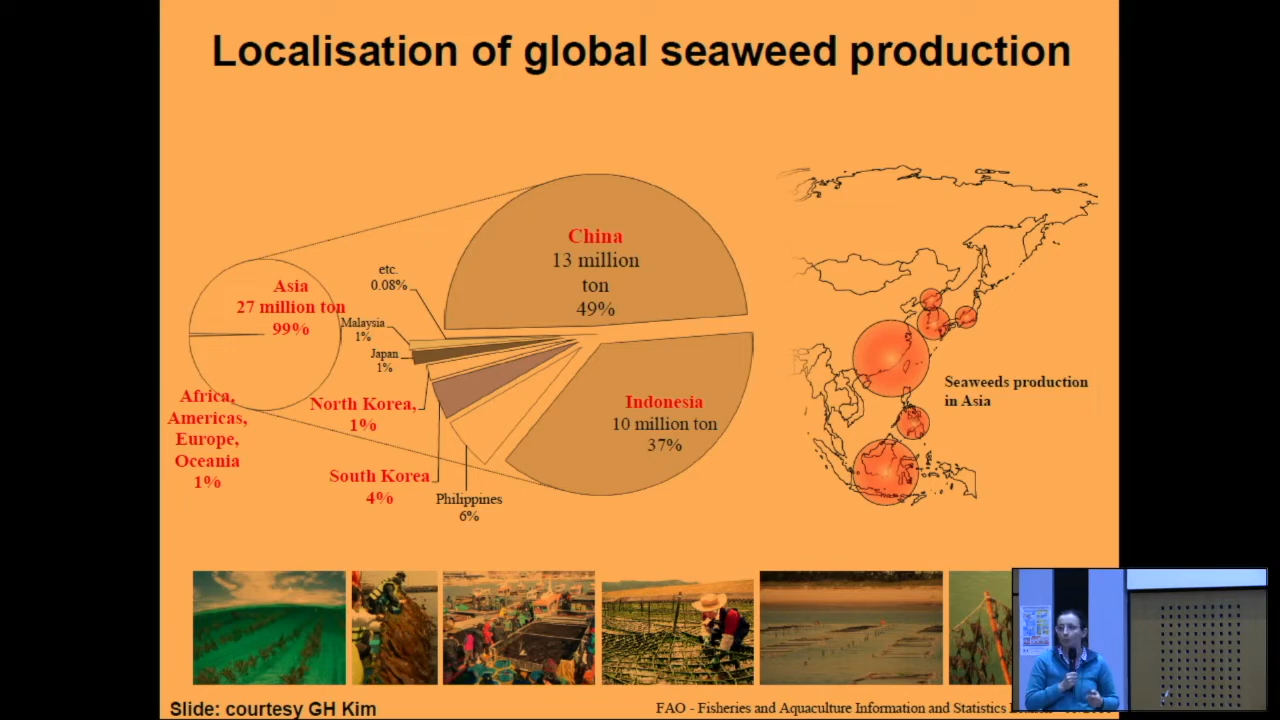 Localisation of global seaweed production
China
13 million
ton
49%
etc.
0.08%
Asia
27 million ton
99%
Malaysia
1%
Japan
1%
Africa,
Americas,
Europe,
Oceania
1%
North Korea,
1%
South Korea
4%
Philippines
6%
Indonesia
10 million ton
37%
Seaweeds production
in Asia
Slide: courtesy GH Kim
FAO - Fisheries and Aquaculture Information and Statistics